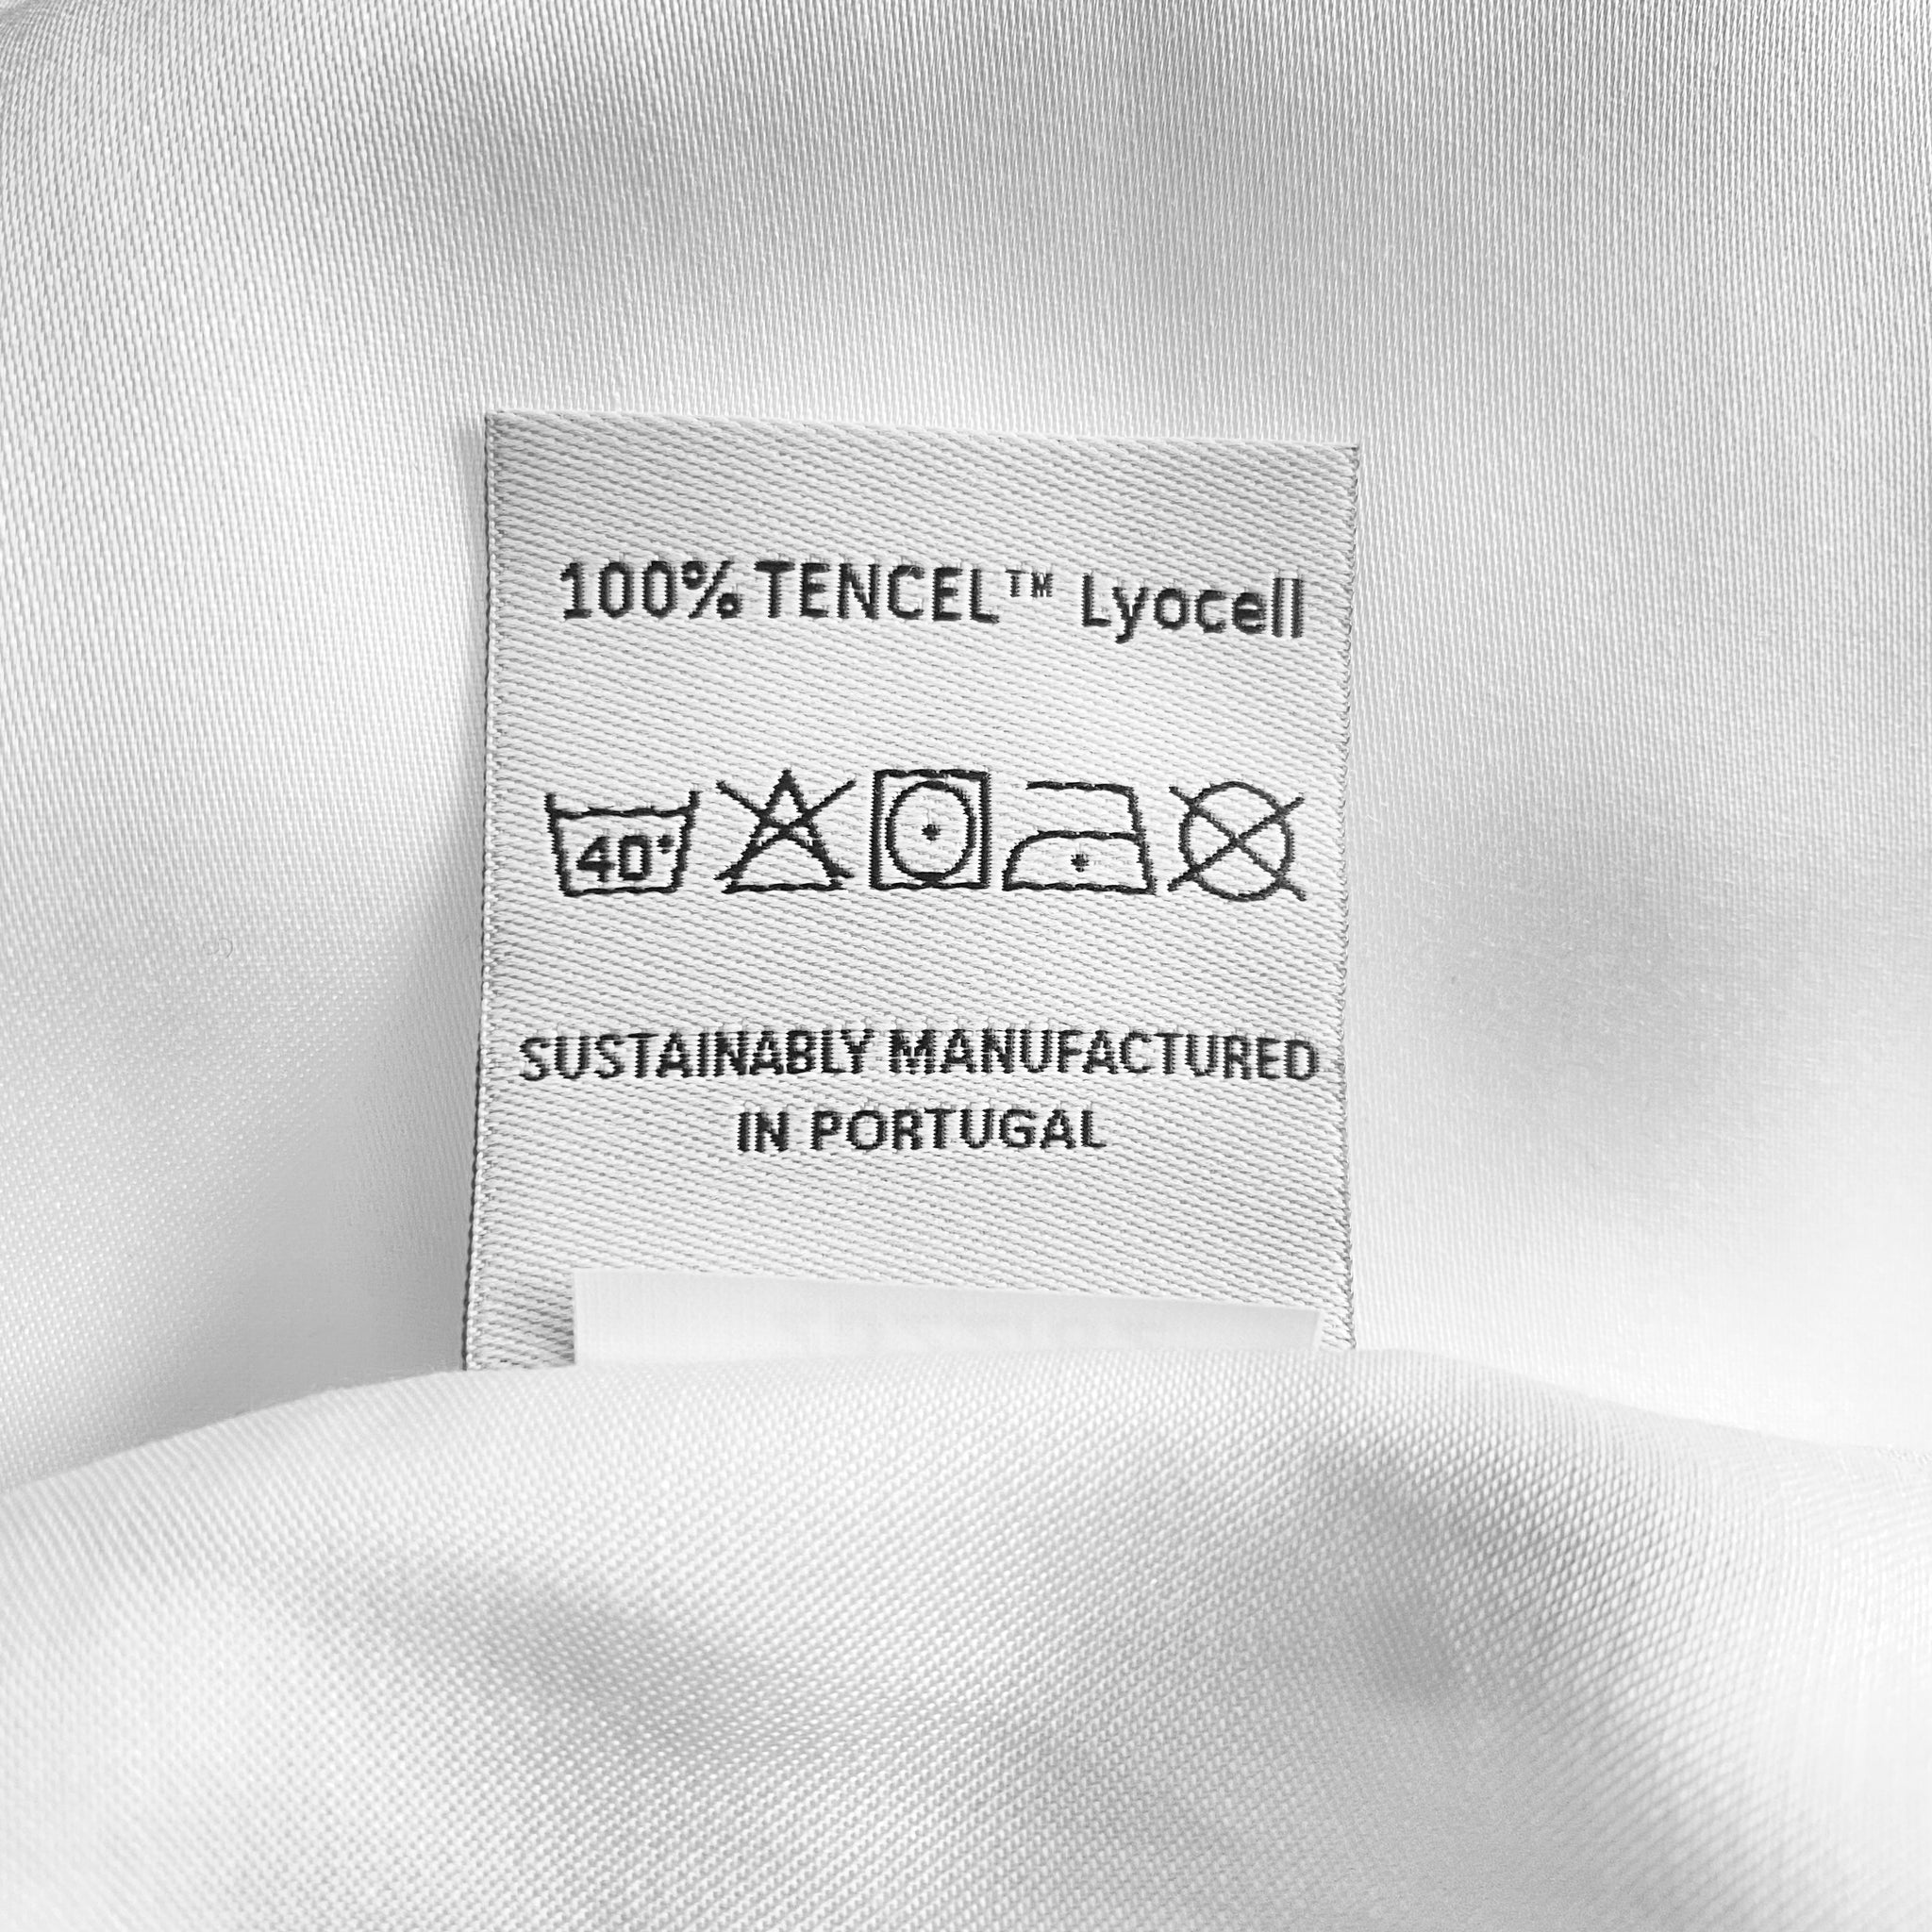 100% TENCEL™ Lyocell
40°
SUSTAINABLY MANUFACTURED
IN PORTUGAL